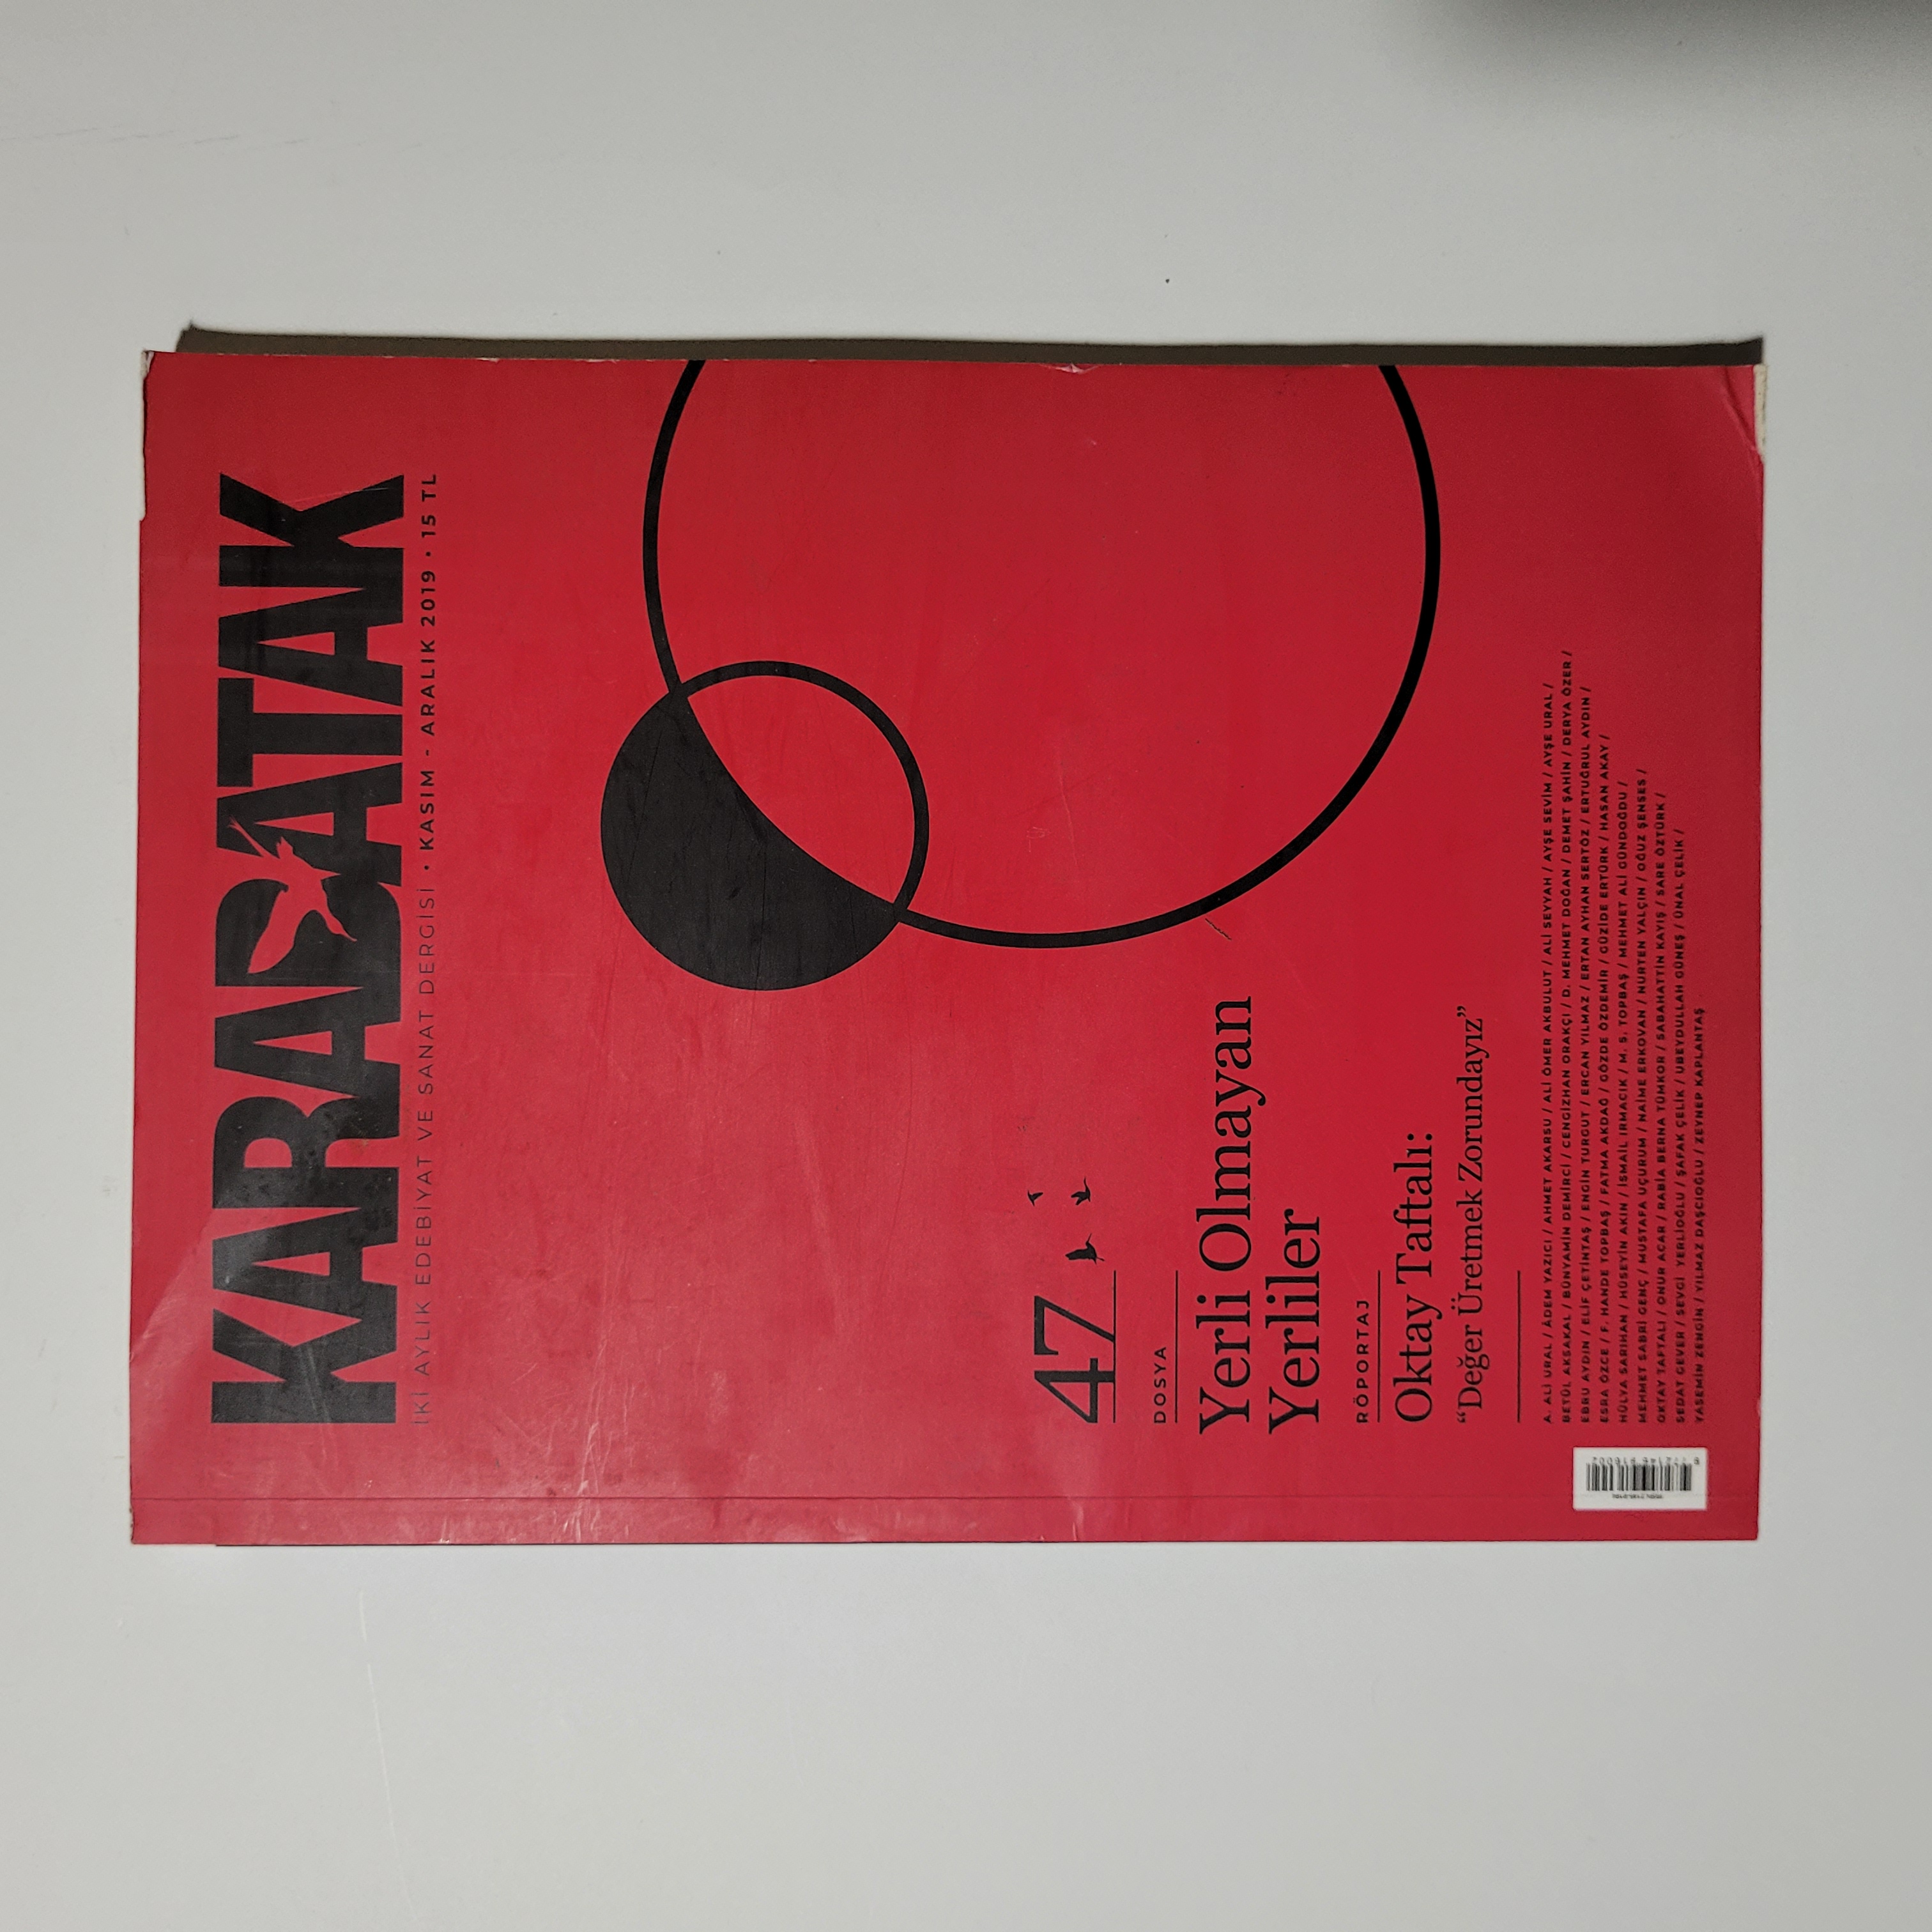 KARABATAK
İKİ AYLIK EDEBİYAT VE SANAT DERGİSİ • KASIM - ARALIK 2019 • 15 TL
47
DOSYA
Yerli Olmayan
Yerliler
RÖPORTAJ
Oktay Taftalı:
“Değer Üretmek Zorundayız”
A. ALİ URAL / ÂDEM YAZICI / AHMET AKARSU / ALİ ÖMER AKBULUT / ALİ SEYYAH / AYŞE SEVİM / AYŞE URAL /
BETÜL AKSAKAL / BÜNYAMİN DEMİRCİ / CENGİZHAN ORAKÇI / D. MEHMET DOĞAN / DEMET ŞAHİN / DERYA ÖZER /
EBRU AYDIN / ELİF ÇETİNTAŞ / ENGİN TURGUT / ERCAN YILMAZ / ERTAN AYHAN SERTÖZ / ERTUĞRUL AYDIN /
ESRA ÖZCE / F. HANDE TOPBAŞ / FATMA AKDAĞ / GÖZDE ÖZDEMİR / GÜZİDE ERTÜRK / HASAN AKAY /
HÜLYA SARIHAN / HÜSEYİN AKIN / İSMAİL IRMACIK / M. S. TOPBAŞ / MEHMET ALİ GÜNDOĞDU /
MEHMET SABRİ GENÇ / MUSTAFA UÇURUM / NAİME ERKOVAN / NURTEN YALÇIN / OĞUZ ŞENSES /
OKTAY TAFTALI / ONUR ACAR / RABİA BERNA TÜMKOR / SABAHATTİN KAYIŞ / SARE ÖZTÜRK /
SEDAT GEVER / SEVGİ YERLİOĞLU / ŞAFAK ÇELİK / UBEYDULLAH GÜNEŞ / ÜNAL ÇELİK /
YASEMİN ZENGİN / YILMAZ DAŞCIOĞLU / ZEYNEP KAPLANTAŞ